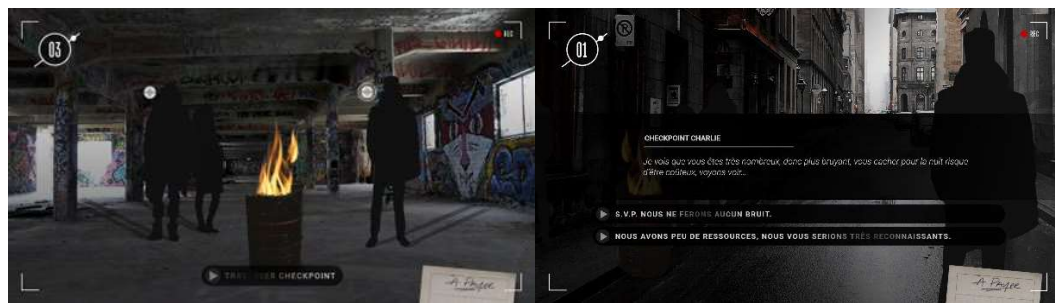 03
REC
TRAVERSER CHECKPOINT
A Payer
01
REC
CHECKPOINT CHARLIE
Je vois que vous êtes très nombreux, donc plus bruyant, vous cacher pour la nuit risque
d'être coûteux, voyons voir...
S.V.P. NOUS NE FERONS AUCUN BRUIT.
NOUS AVONS PEU DE RESSOURCES, NOUS VOUS SERIONS TRÈS RECONNAISSANTS.
A Payer